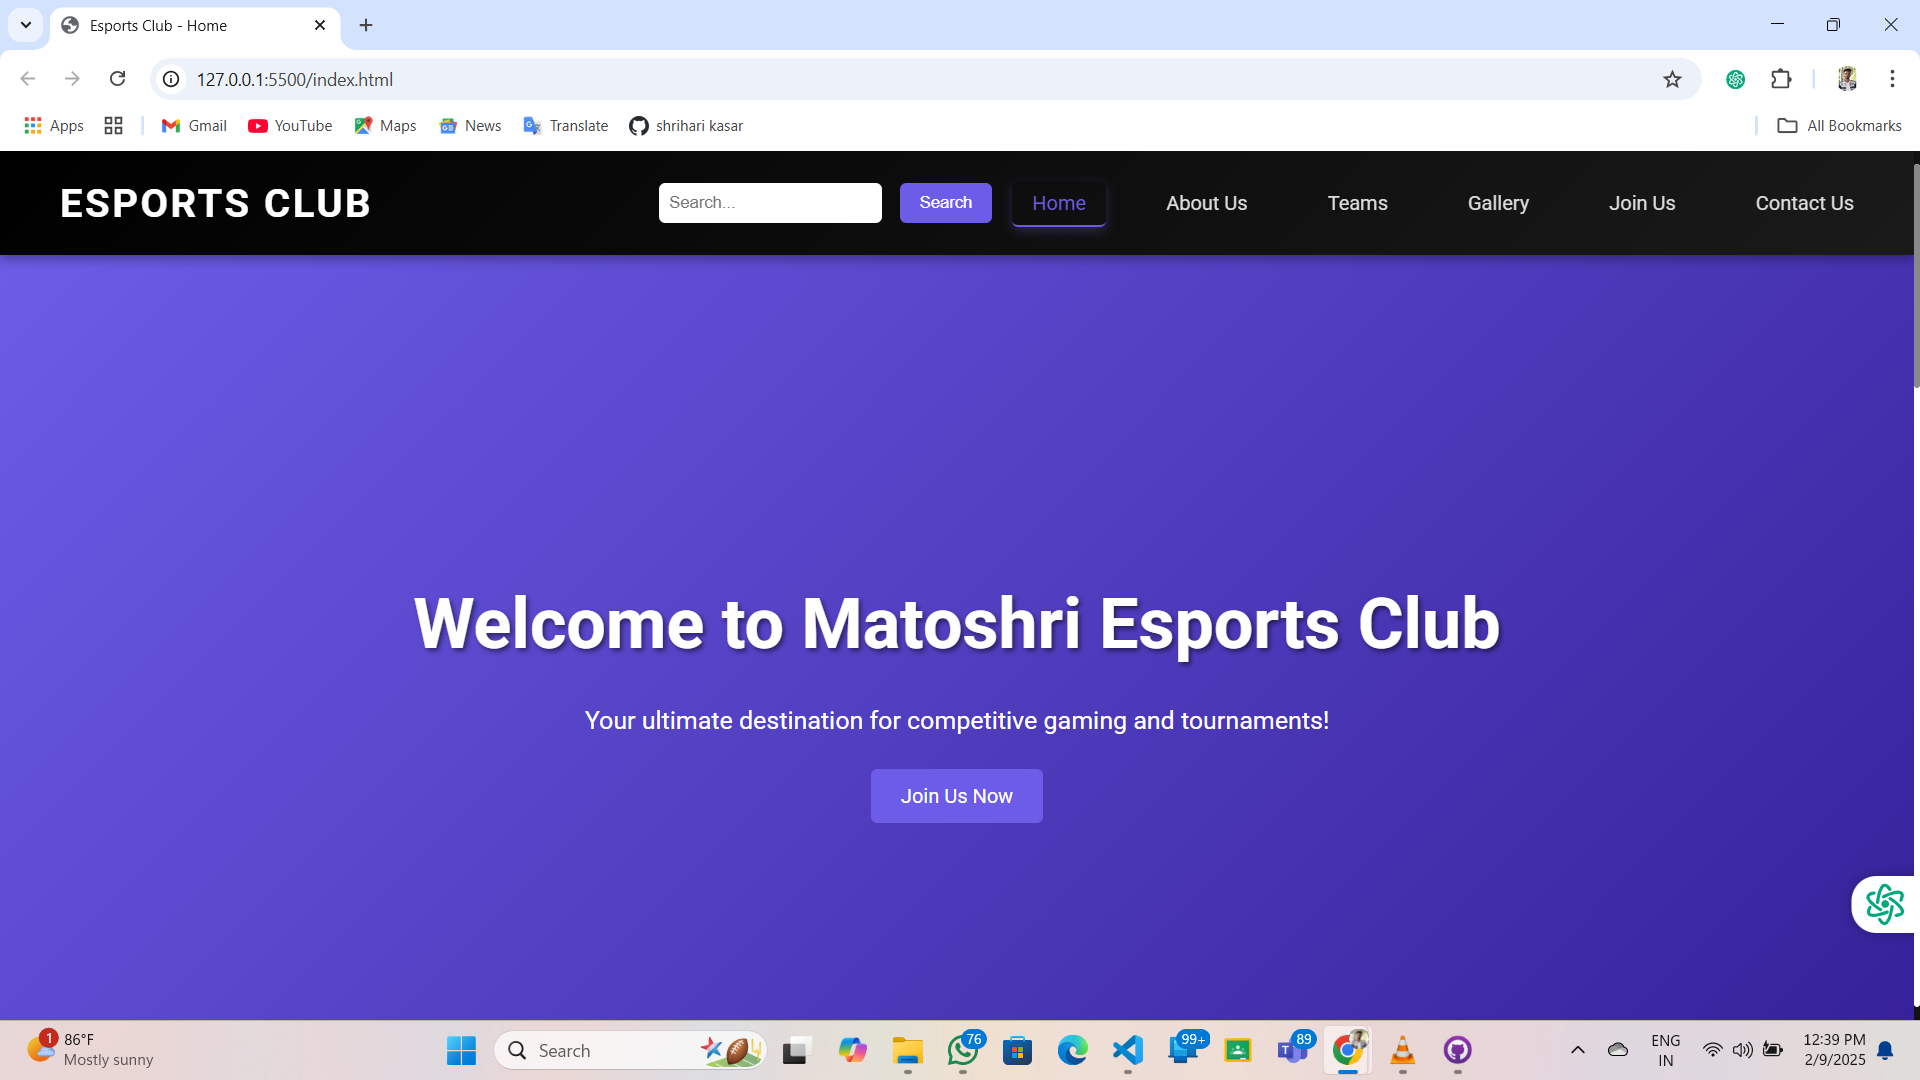 Esports Club - Home
127.0.0.1:5500/index.html
Apps Gmail YouTube Maps News Translate shrihari kasar All Bookmarks
ESPORTS CLUB Search... Search Home About Us Teams Gallery Join Us Contact Us
Welcome to Matoshri Esports Club
Your ultimate destination for competitive gaming and tournaments!
Join Us Now
1 86°F
Mostly sunny
Search
76
99+
89
ENG
IN
12:39 PM
2/9/2025